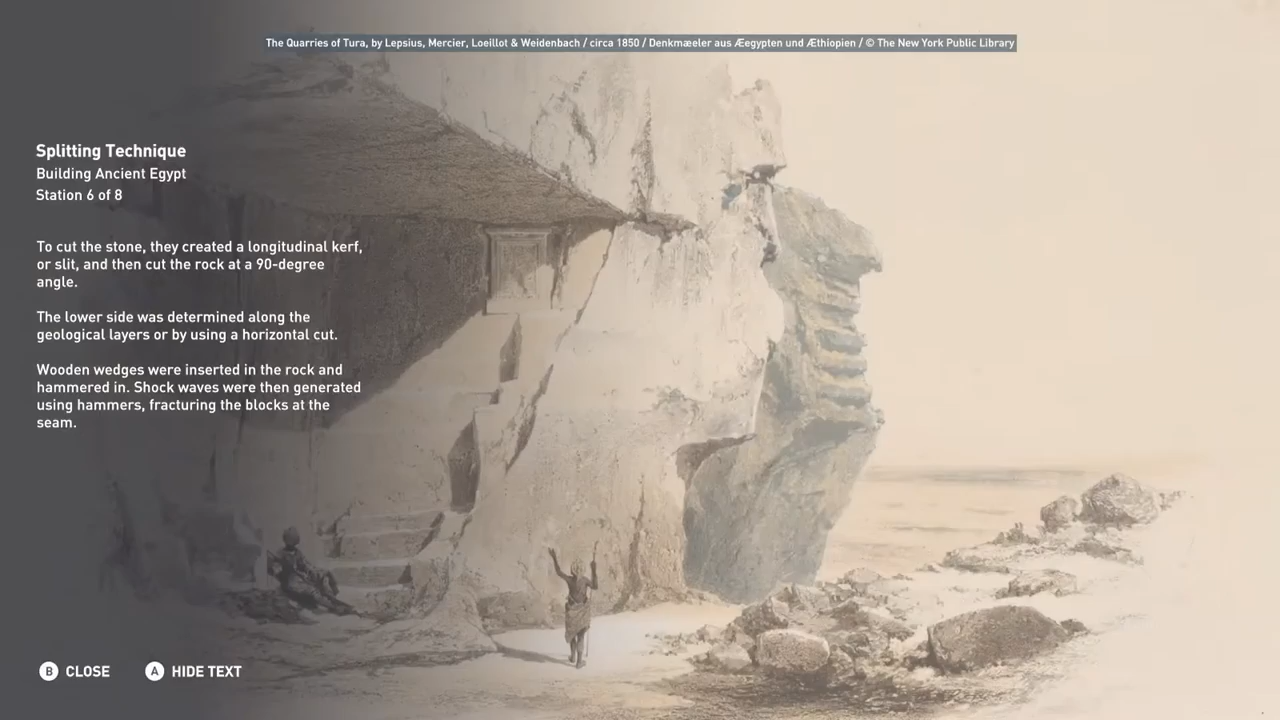 The Quarries of Tura, by Lepsius, Mercier, Loeillot & Weidenbach / circa 1850 / Denkmæeler aus Ægypten und Æthiopien / © The New York Public Library
Splitting Technique
Building Ancient Egypt
Station 6 of 8
To cut the stone, they created a longitudinal kerf,
or slit, and then cut the rock at a 90-degree
angle.
The lower side was determined along the
geological layers or by using a horizontal cut.
Wooden wedges were inserted in the rock and
hammered in. Shock waves were then generated
using hammers, fracturing the blocks at the
seam.
B CLOSE A HIDE TEXT